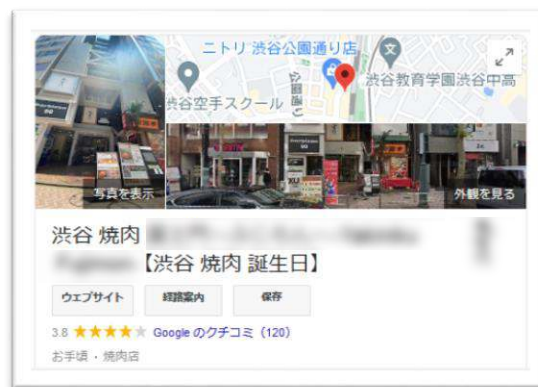 ニトリ 渋谷公園通り店
渋谷教育学園渋谷中高
渋谷空手スクール
写真を表示
外観を見る
渋谷 焼肉
【渋谷 焼肉 誕生日】
ウェブサイト
経路案内
保存
3.8
Google のクチコミ（120）
お手頃・焼肉店